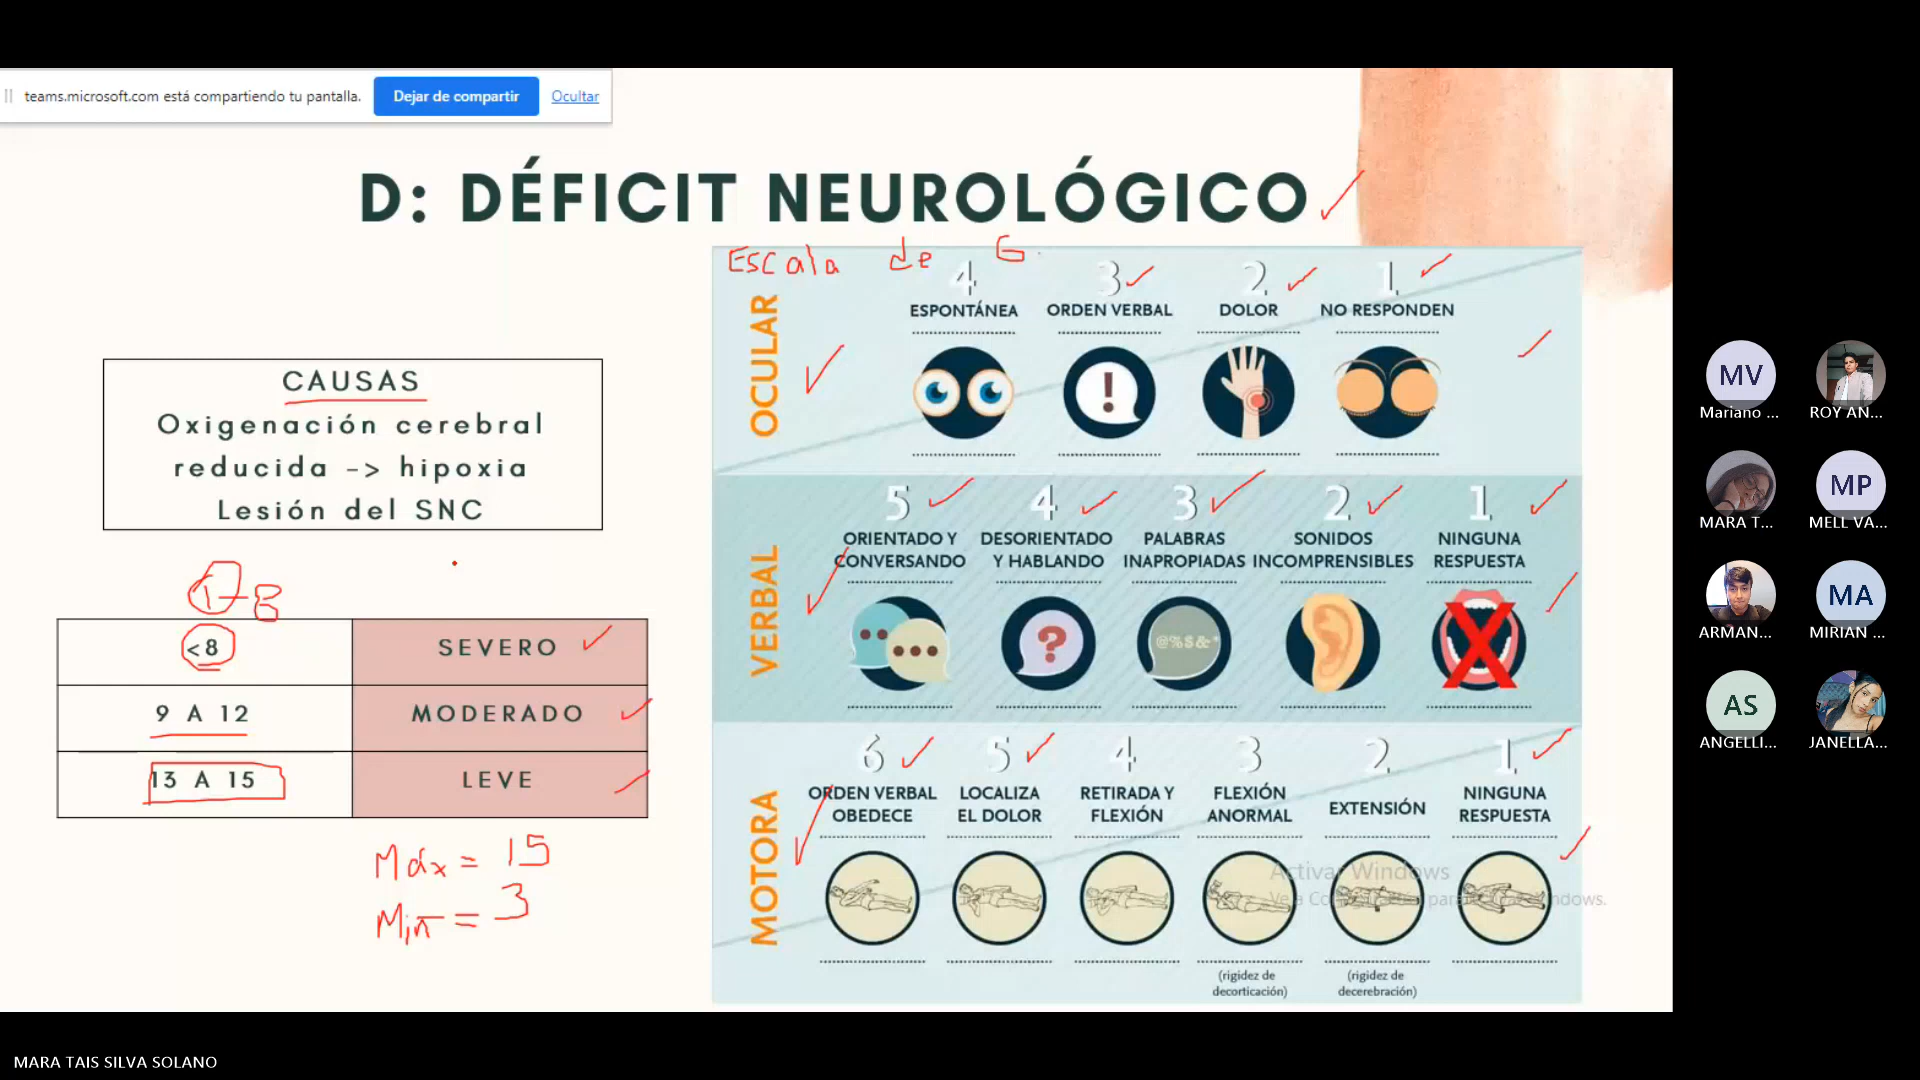 teams.microsoft.com está compartiendo tu pantalla.
Dejar de compartir
Ocultar
D: DÉFICIT NEUROLÓGICO
CAUSAS
Oxigenación cerebral
reducida -> hipoxia
Lesión del SNC
<8 SEVERO
9 A 12 MODERADO
13 A 15 LEVE
Máx = 15
Min = 3
Escala de G
OCULAR
4 3 2 1
ESPONTÁNEA ORDEN VERBAL DOLOR NO RESPONDEN
!
VERBAL
5 4 3 2 1
ORIENTADO Y DESORIENTADO PALABRAS SONIDOS NINGUNA
CONVERSANDO Y HABLANDO INAPROPIADAS INCOMPRENSIBLES RESPUESTA
? @%$&*
MOTORA
6 5 4 3 2 1
ORDEN VERBAL LOCALIZA RETIRADA Y FLEXIÓN EXTENSIÓN NINGUNA
OBEDECE EL DOLOR FLEXIÓN ANORMAL RESPUESTA
(rigidez de (rigidez de
decorticación) decerebración)
Activar Windows
MV
Mariano ...
ROY AN...
MARA T...
MP
MELL VA...
ARMAN...
MA
MIRIAN ...
AS
ANGELLI...
JANELLA...
MARA TAIS SILVA SOLANO